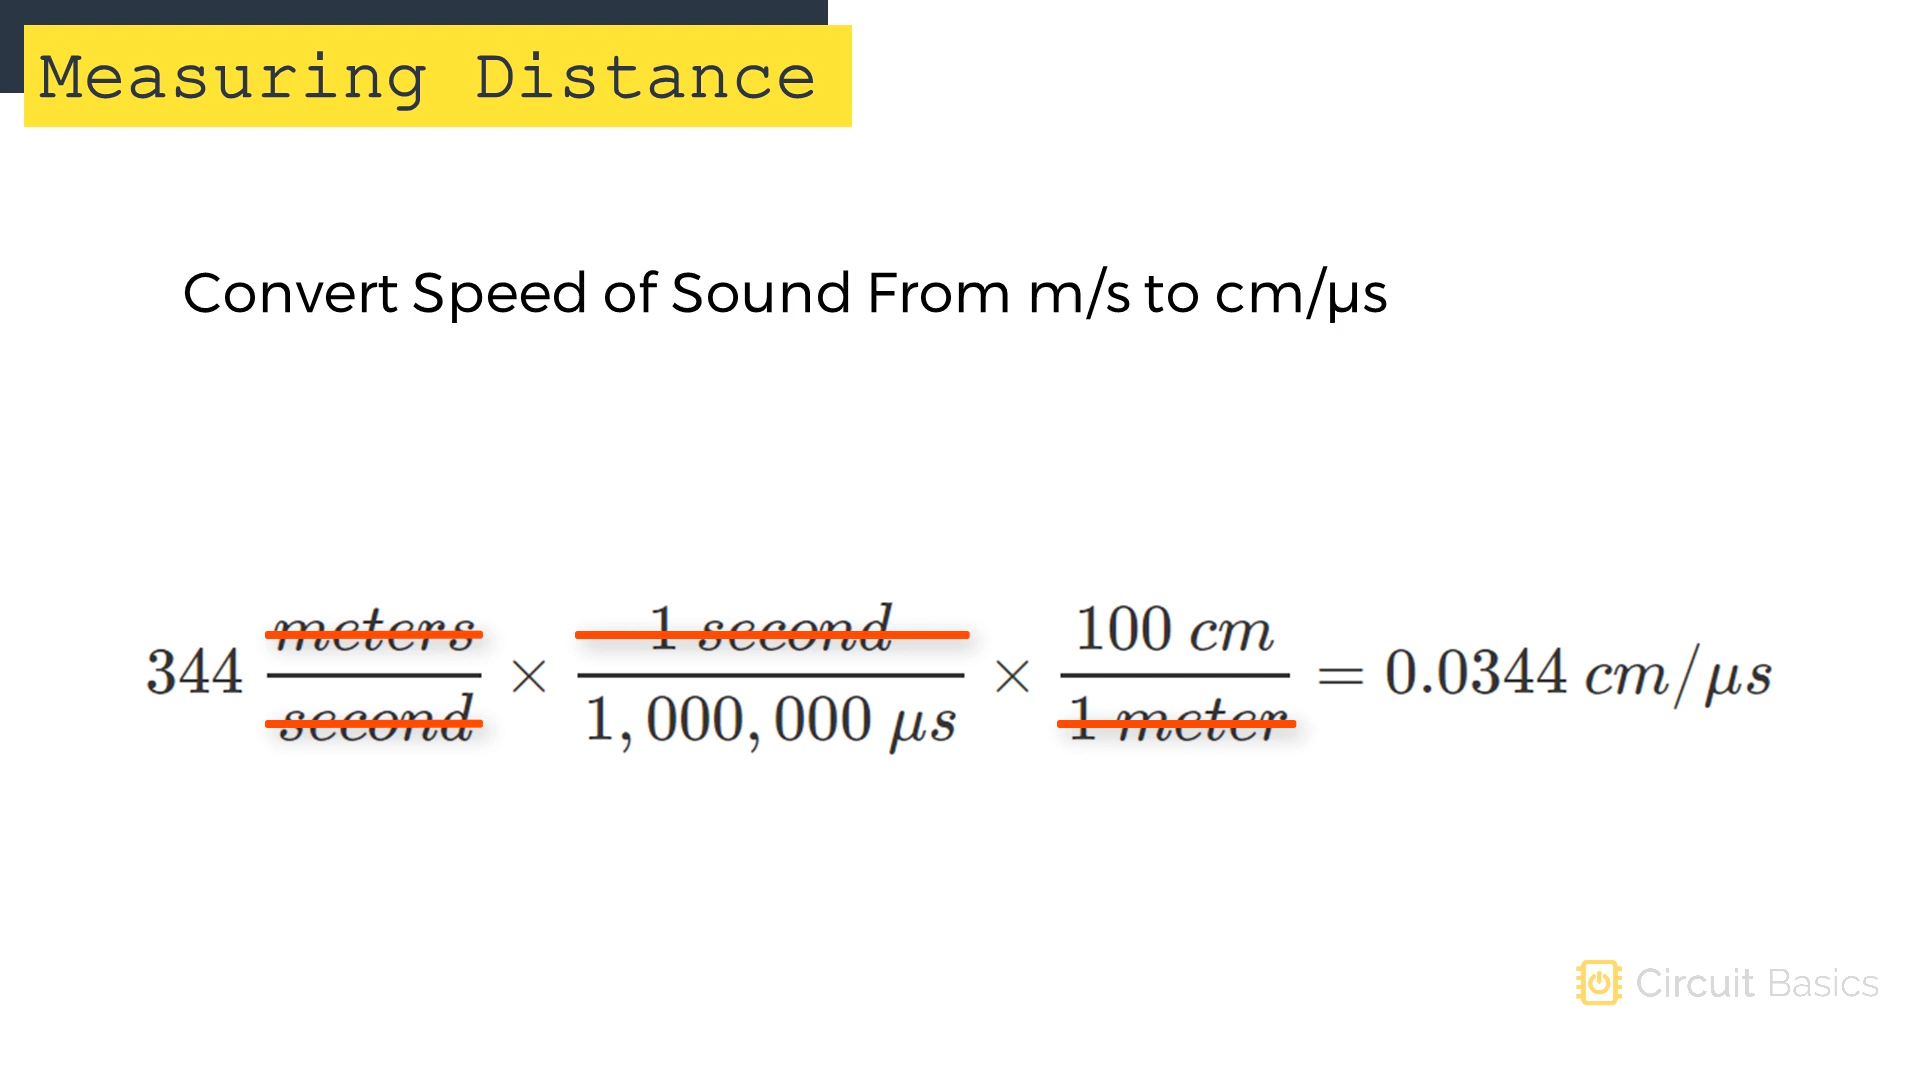 Measuring Distance
Convert Speed of Sound From m/s to cm/µs
344 meters/second × 1 second/1,000,000 µs × 100 cm/1 meter = 0.0344 cm/µs
Circuit Basics